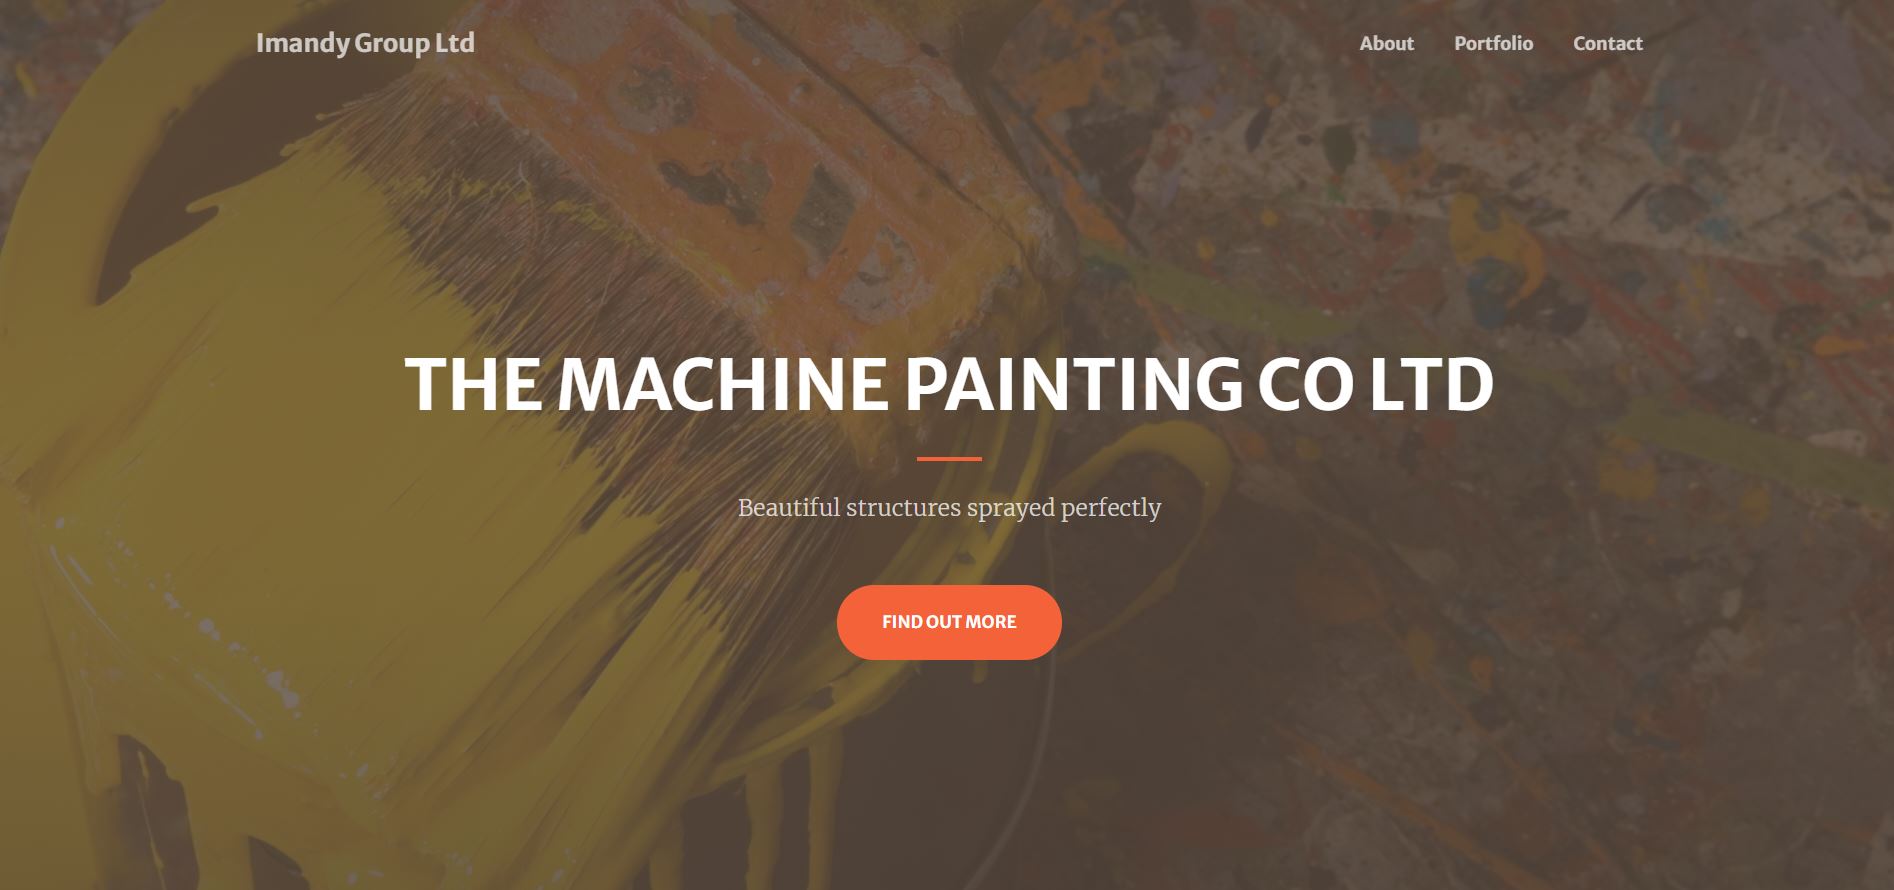 Imandy Group Ltd
About Portfolio Contact
THE MACHINE PAINTING CO LTD
Beautiful structures sprayed perfectly
FIND OUT MORE